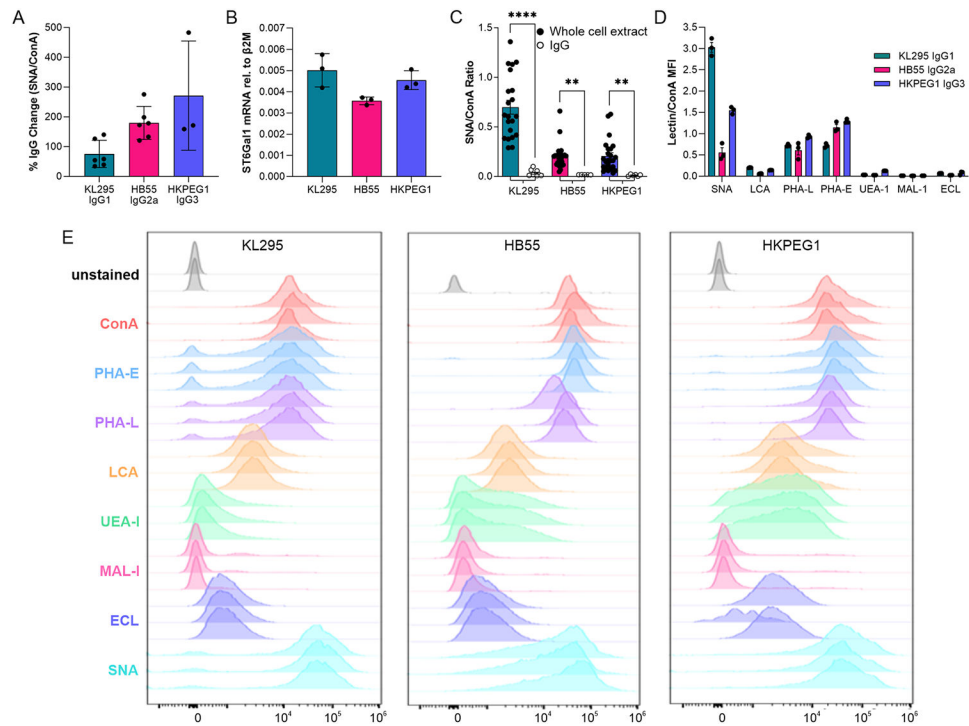 A
% IgG Change (SNA/ConA)
500
400
300
200
100
0
KL295 HB55 HKPEG1
IgG1 IgG2a IgG3
B
ST6Gal1 mRNA rel. to β2M
0.007
0.006
0.005
0.004
0.003
0.002
0.001
0.000
KL295 HB55 HKPEG1
C
SNA/ConA Ratio
1.5
1.0
0.5
0.0
****
**
**
Whole cell extract
IgG
KL295 HB55 HKPEG1
D
Lectin/ConA MFI
3.5
3.0
2.5
2.0
1.5
1.0
0.5
0.0
KL295 IgG1
HB55 IgG2a
HKPEG1 IgG3
SNA LCA PHA-L PHA-E UEA-1 MAL-1 ECL
E
KL295 HB55 HKPEG1
unstained
ConA
PHA-E
PHA-L
LCA
UEA-I
MAL-I
ECL
SNA
0 10⁴ 10⁵ 10⁶
0 10⁴ 10⁵ 10⁶
0 10⁴ 10⁵ 10⁶